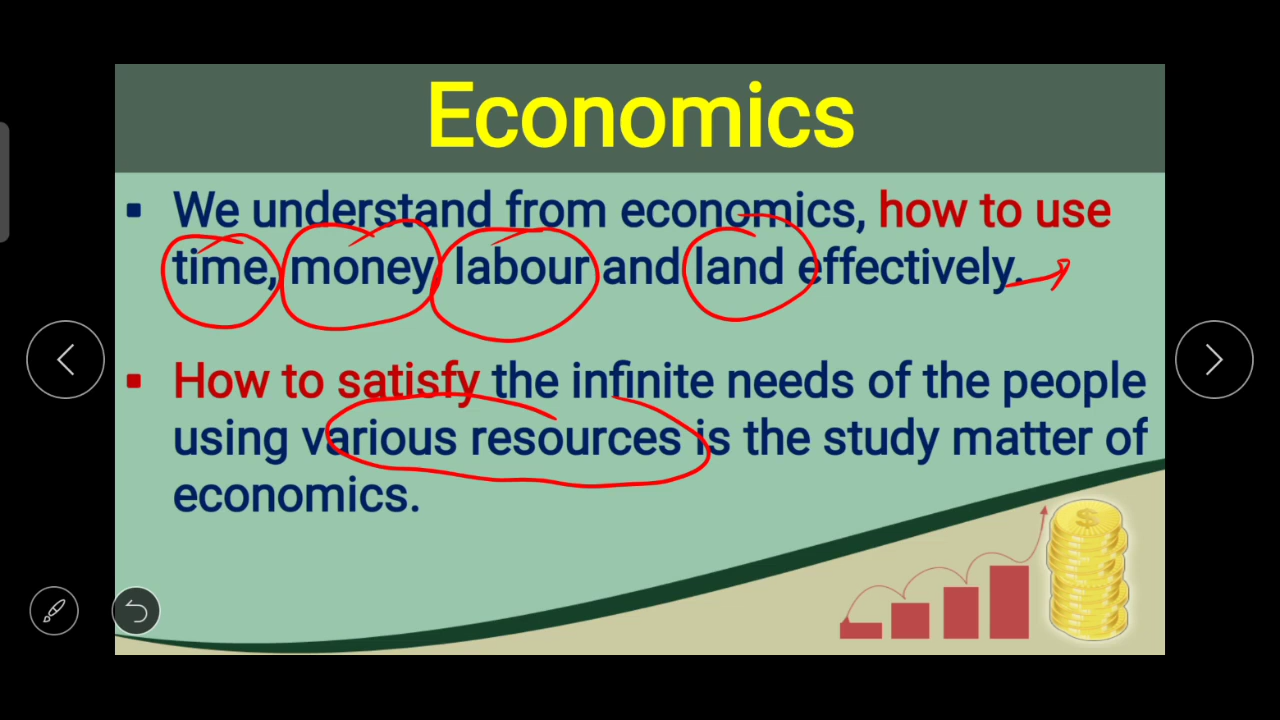 Economics
We understand from economics, how to use
time, money labour and land effectively.
How to satisfy the infinite needs of the people
using various resources is the study matter of
economics.
$